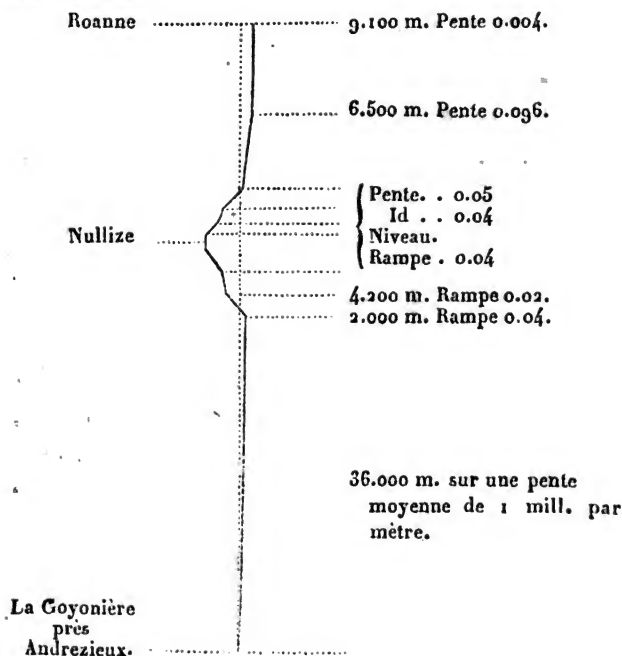 Roanne
9.100 m. Pente 0.004.
6.500 m. Pente 0.096.
Pente. . 0.05
Id . . 0.04
Nullize
Niveau.
Rampe . 0.04
4.200 m. Rampe 0.02.
2.000 m. Rampe 0.04.
36.000 m. sur une pente
moyenne de 1 mill. par
mètre.
La Goyonière
près
Andrezieux.